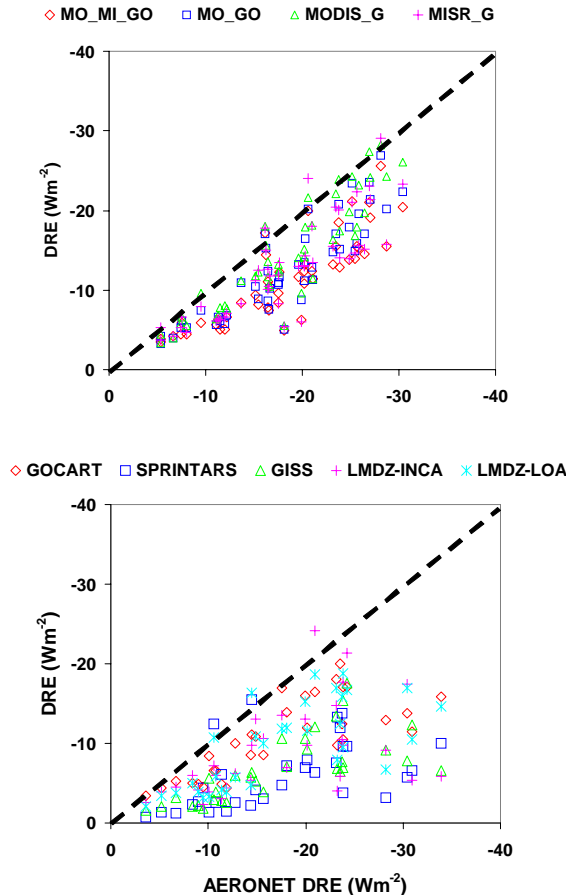 MO_MI_GO MO_GO MODIS_G MISR_G
-40
-30
-20
-10
0
DRE (Wm-2)
0 -10 -20 -30 -40
GOCART SPRINTARS GISS LMDZ-INCA LMDZ-LOA
-40
-30
-20
-10
0
DRE (Wm-2)
0 -10 -20 -30 -40
AERONET DRE (Wm-2)